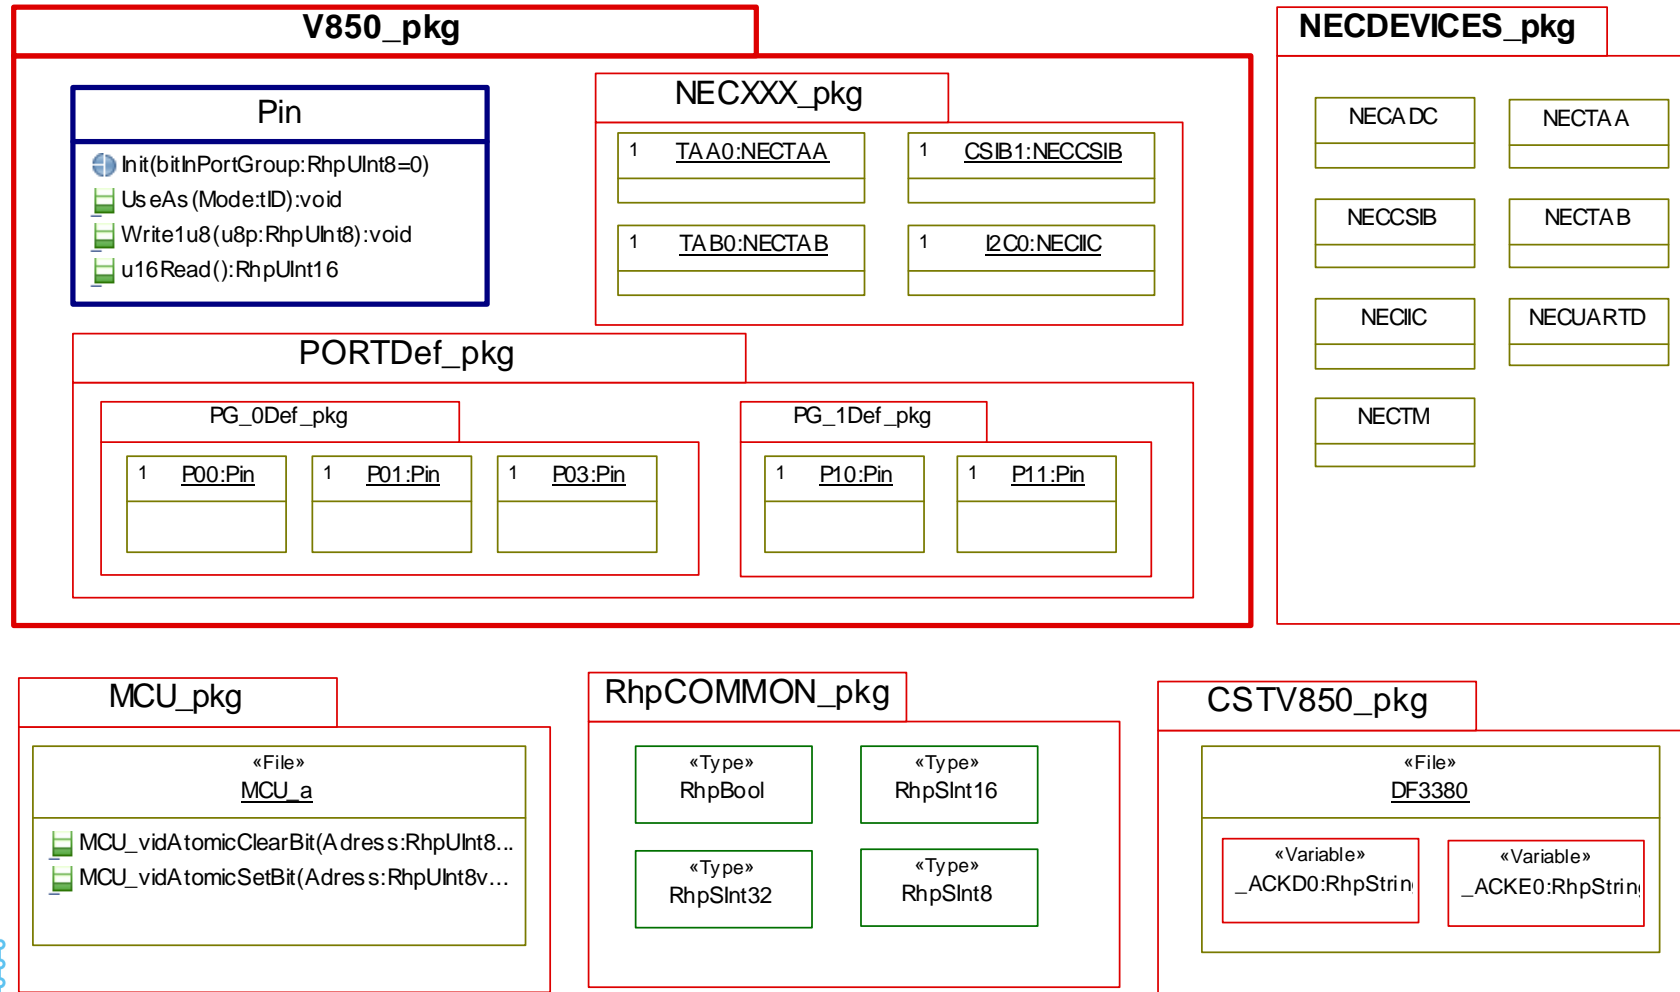 V850_pkg
Pin
Init(bitInPortGroup:RhpUInt8=0)
UseAs(Mode:tID):void
Write1u8(u8p:RhpUInt8):void
u16Read():RhpUInt16
NECXXX_pkg
1 TAA0:NECTAA
1 CSIB1:NECCSIB
1 TAB0:NECTAB
1 I2C0:NECIIC
PORTDef_pkg
PG_0Def_pkg
1 P00:Pin
1 P01:Pin
1 P03:Pin
PG_1Def_pkg
1 P10:Pin
1 P11:Pin
NECDEVICES_pkg
NECADC
NECTAA
NECCSIB
NECTAB
NECIIC
NECUARTD
NECTM
MCU_pkg
«File»
MCU_a
MCU_vidAtomicClearBit(Adress:RhpUInt8...
MCU_vidAtomicSetBit(Adress:RhpUInt8v...
RhpCOMMON_pkg
«Type»
RhpBool
«Type»
RhpSInt16
«Type»
RhpSInt32
«Type»
RhpSInt8
CSTV850_pkg
«File»
DF3380
«Variable»
_ACKD0:RhpString
«Variable»
_ACKE0:RhpString